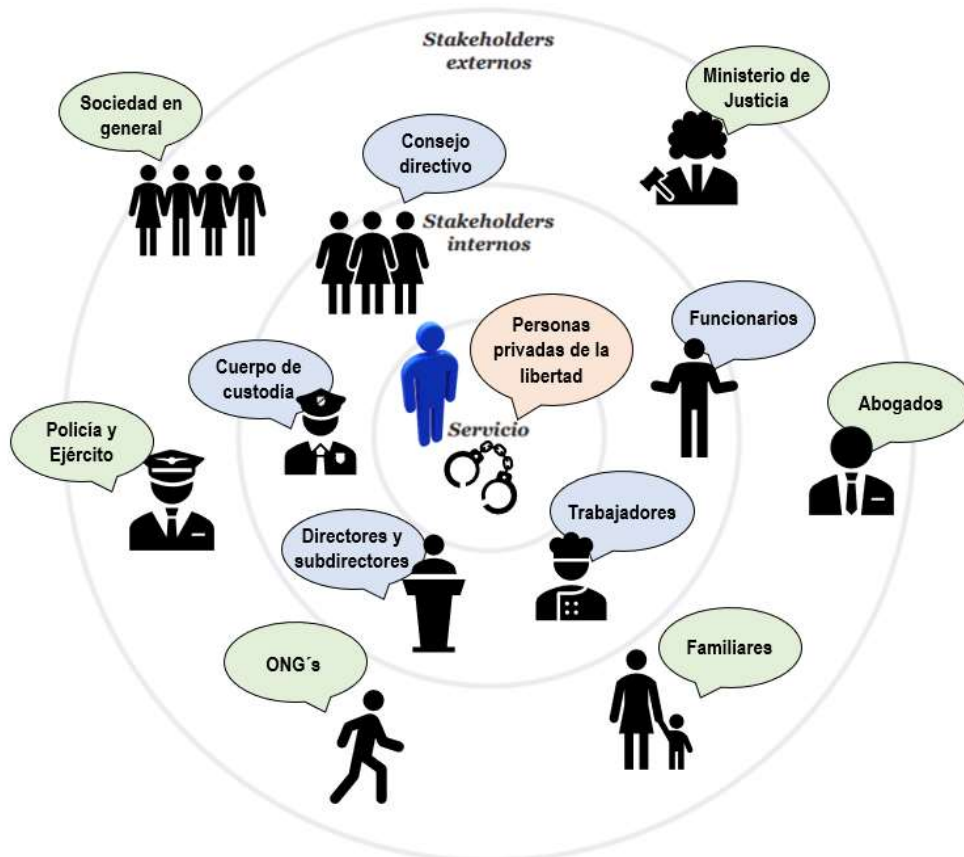 Stakeholders
externos
Sociedad en
general
Ministerio de
Justicia
Consejo
directivo
Stakeholders
internos
Personas
privadas de la
libertad
Funcionarios
Cuerpo de
custodia
Servicio
Abogados
Policía y
Ejército
Trabajadores
Directores y
subdirectores
ONG´s
Familiares